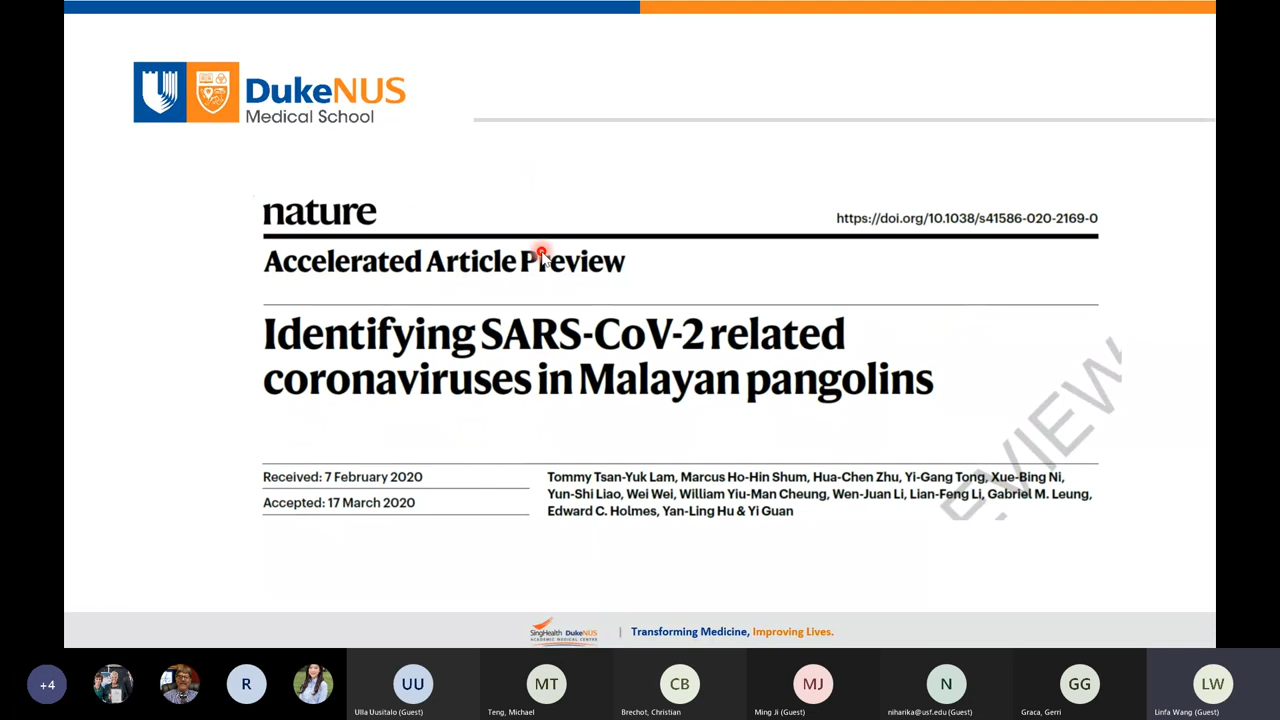 DukeNUS
Medical School
nature
https://doi.org/10.1038/s41586-020-2169-0
Accelerated Article Preview
Identifying SARS-CoV-2 related
coronaviruses in Malayan pangolins
EVIEW
Received: 7 February 2020
Accepted: 17 March 2020
Tommy Tsan-Yuk Lam, Marcus Ho-Hin Shum, Hua-Chen Zhu, Yi-Gang Tong, Xue-Bing Ni,
Yun-Shi Liao, Wei Wei, William Yiu-Man Cheung, Wen-Juan Li, Lian-Feng Li, Gabriel M. Leung,
Edward C. Holmes, Yan-Ling Hu & Yi Guan
SingHealth DukeNUS
ACADEMIC MEDICAL CENTRE
| Transforming Medicine, Improving Lives.
+4
R
UU
MT
CB
MJ
N
GG
LW
Ulla Uusitalo (Guest)
Teng, Michael
Brechot, Christian
Ming Ji (Guest)
niharika@usf.edu (Guest)
Graca, Gerri
Linfa Wang (Guest)